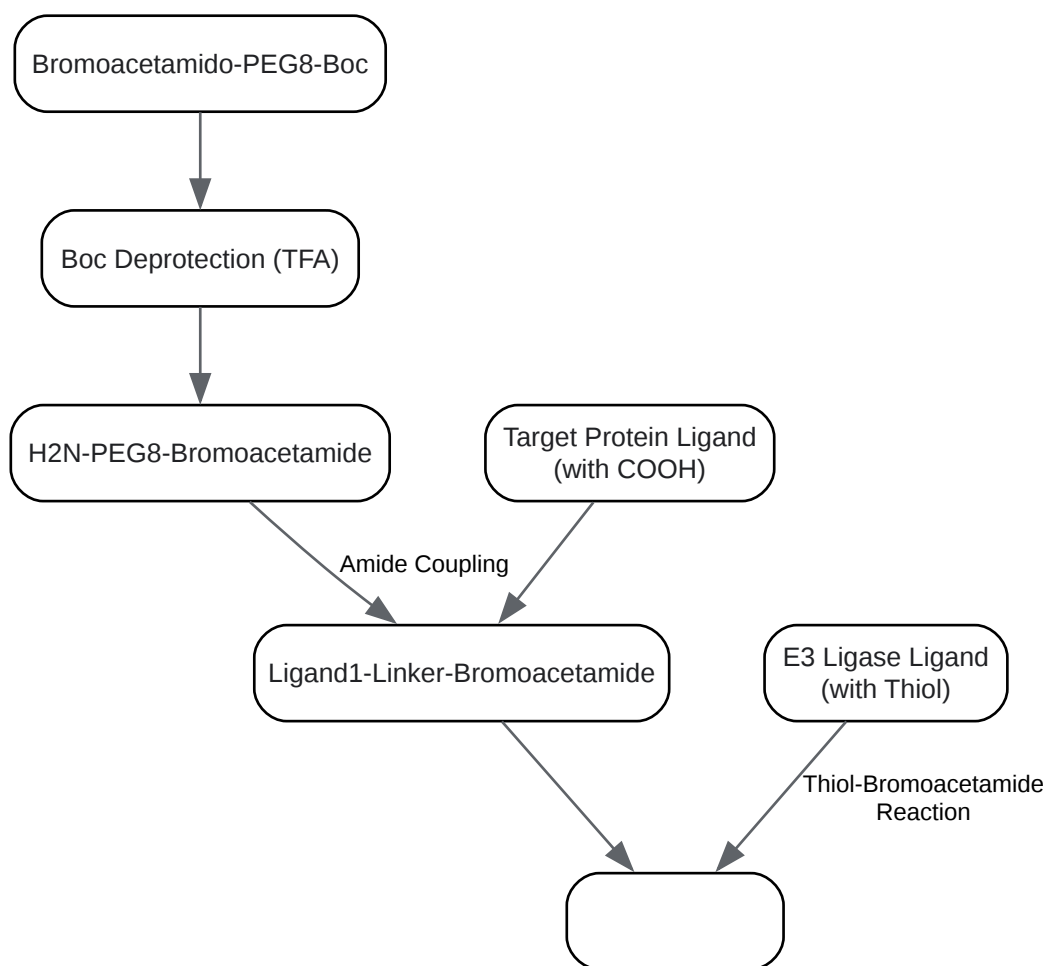 Bromoacetamido-PEG8-Boc
Boc Deprotection (TFA)
H2N-PEG8-Bromoacetamide
Target Protein Ligand
(with COOH)
Amide Coupling
Ligand1-Linker-Bromoacetamide
E3 Ligase Ligand
(with Thiol)
Thiol-Bromoacetamide
Reaction